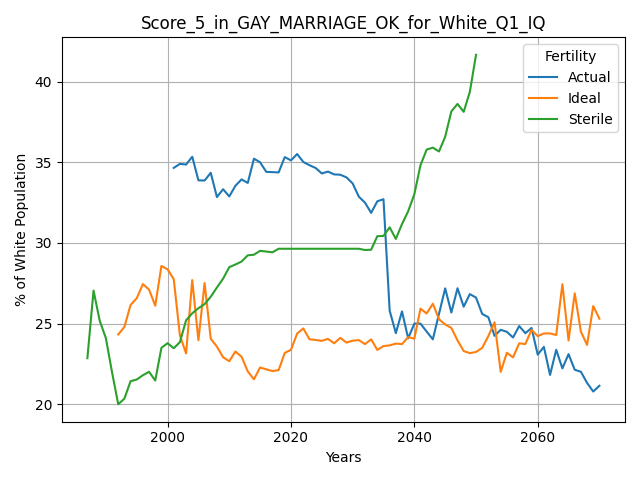 Score_5_in_GAY_MARRIAGE_OK_for_White_Q1_IQ
Fertility
Actual
Ideal
Sterile
% of White Population
40
35
30
25
20
2000
2020
2040
2060
Years